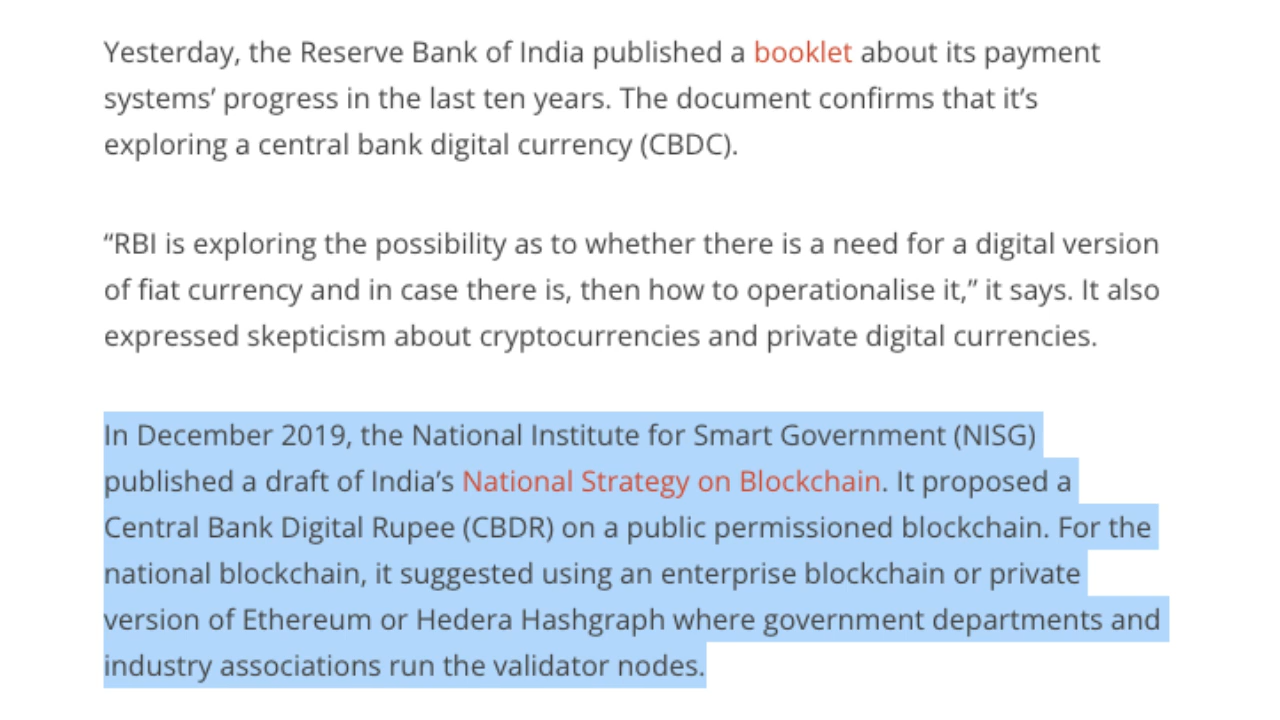 Yesterday, the Reserve Bank of India published a booklet about its payment
systems’ progress in the last ten years. The document confirms that it’s
exploring a central bank digital currency (CBDC).
“RBI is exploring the possibility as to whether there is a need for a digital version
of fiat currency and in case there is, then how to operationalise it,” it says. It also
expressed skepticism about cryptocurrencies and private digital currencies.
In December 2019, the National Institute for Smart Government (NISG)
published a draft of India’s National Strategy on Blockchain. It proposed a
Central Bank Digital Rupee (CBDR) on a public permissioned blockchain. For the
national blockchain, it suggested using an enterprise blockchain or private
version of Ethereum or Hedera Hashgraph where government departments and
industry associations run the validator nodes.